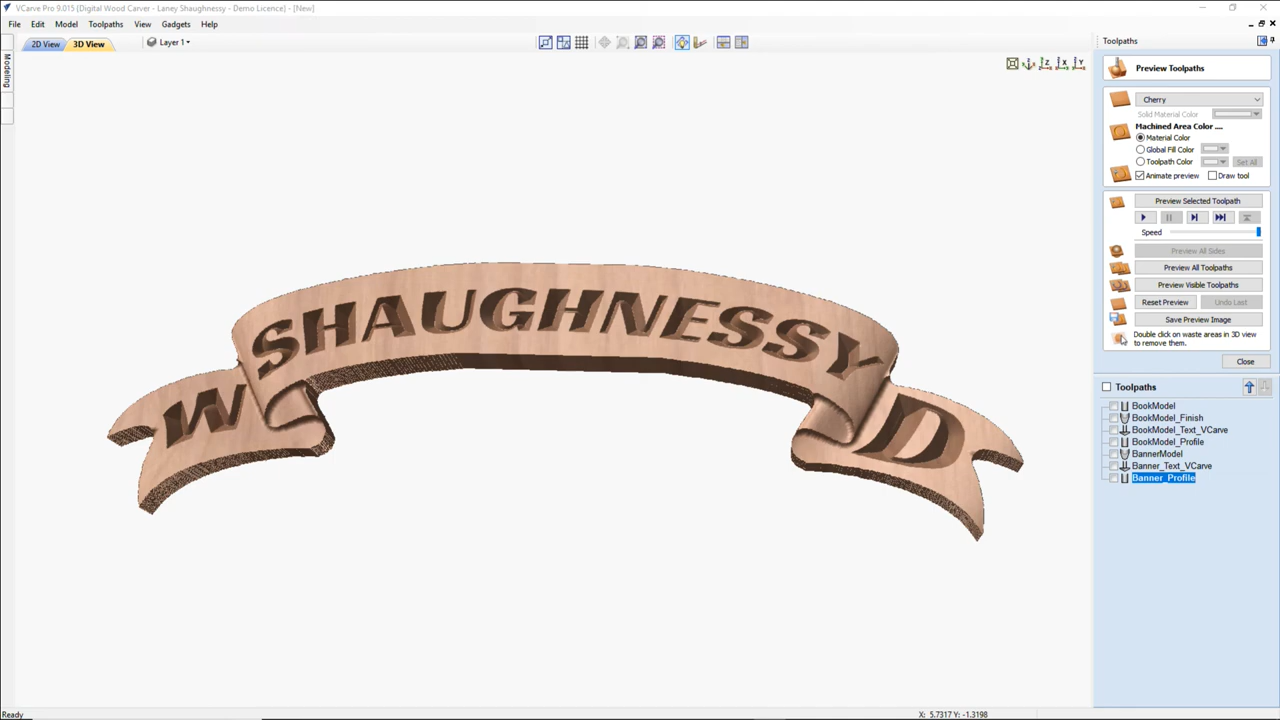 VCarve Pro 9.015 [Digital Wood Carver - Laney Shaughnessy - Demo Licence] - [New]
File Edit Model Toolpaths View Gadgets Help
2D View 3D View Layer 1
Modeling
Z X Y
SHAUGHNESSY
W D
Toolpaths
Preview Toolpaths
Cherry
Solid Material Color
Machined Area Color ....
Material Color
Global Fill Color
Toolpath Color Set All
Animate preview Draw tool
Preview Selected Toolpath
Speed
Preview All Sides
Preview All Toolpaths
Preview Visible Toolpaths
Reset Preview Undo Last
Save Preview Image
Double click on waste areas in 3D view
to remove them.
Close
Toolpaths
BookModel
BookModel_Finish
BookModel_Text_VCarve
BookModel_Profile
BannerModel
Banner_Text_VCarve
Banner_Profile
Ready X: 5.7317 Y: -1.3198